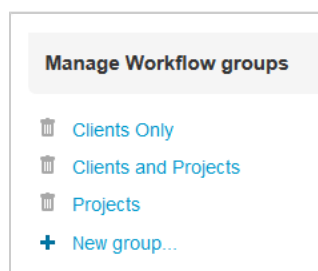 Manage Workflow groups
Clients Only
Clients and Projects
Projects
New group...